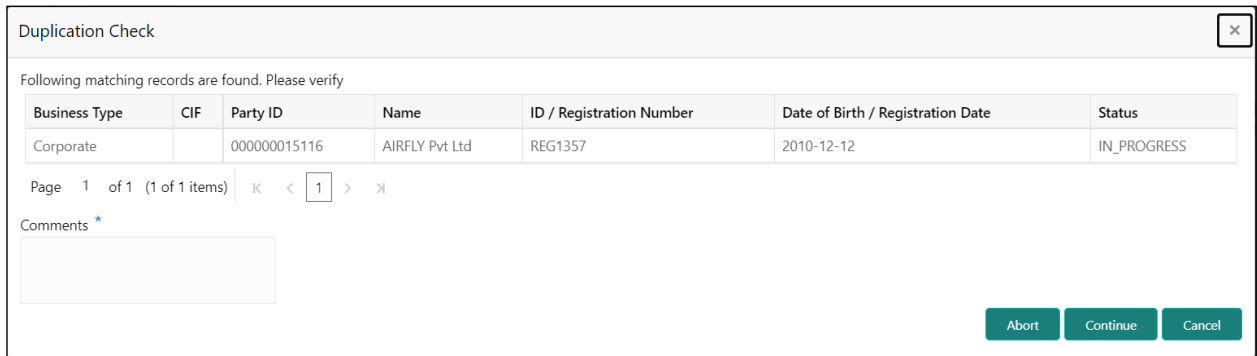 Duplication Check
×
Following matching records are found. Please verify
Business Type CIF Party ID Name ID / Registration Number Date of Birth / Registration Date Status
Corporate 000000015116 AIRFLY Pvt Ltd REG1357 2010-12-12 IN_PROGRESS
Page 1 of 1 (1 of 1 items) 1
Comments *
Abort Continue Cancel